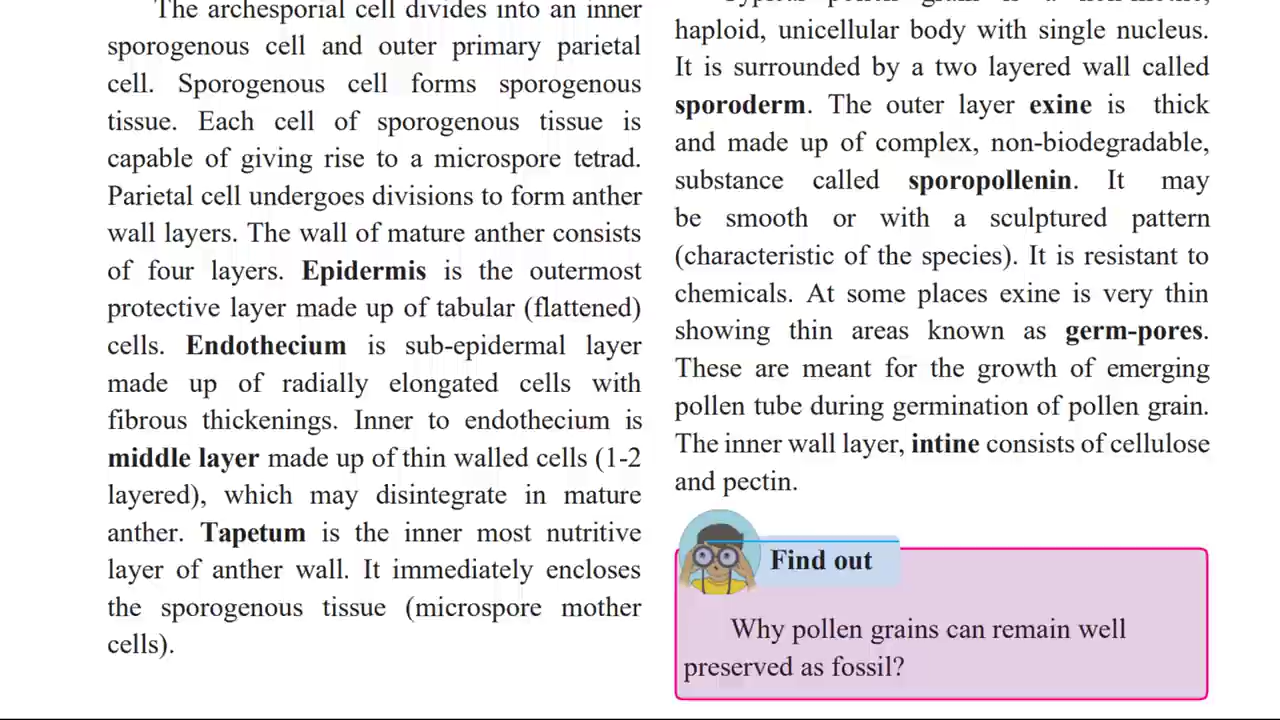 The archesporial cell divides into an inner
sporogenous cell and outer primary parietal
cell. Sporogenous cell forms sporogenous
tissue. Each cell of sporogenous tissue is
capable of giving rise to a microspore tetrad.
Parietal cell undergoes divisions to form anther
wall layers. The wall of mature anther consists
of four layers. Epidermis is the outermost
protective layer made up of tabular (flattened)
cells. Endothecium is sub-epidermal layer
made up of radially elongated cells with
fibrous thickenings. Inner to endothecium is
middle layer made up of thin walled cells (1-2
layered), which may disintegrate in mature
anther. Tapetum is the inner most nutritive
layer of anther wall. It immediately encloses
the sporogenous tissue (microspore mother
cells).
haploid, unicellular body with single nucleus.
It is surrounded by a two layered wall called
sporoderm. The outer layer exine is thick
and made up of complex, non-biodegradable,
substance called sporopollenin. It may
be smooth or with a sculptured pattern
(characteristic of the species). It is resistant to
chemicals. At some places exine is very thin
showing thin areas known as germ-pores.
These are meant for the growth of emerging
pollen tube during germination of pollen grain.
The inner wall layer, intine consists of cellulose
and pectin.
Find out
Why pollen grains can remain well
preserved as fossil?